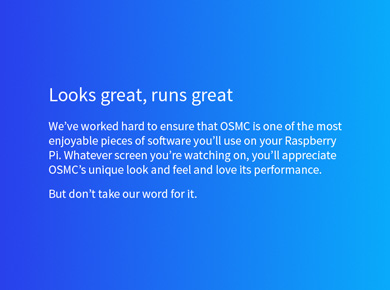 Looks great, runs great
We've worked hard to ensure that OSMC is one of the most
enjoyable pieces of software you'll use on your Raspberry
Pi. Whatever screen you're watching on, you'll appreciate
OSMC's unique look and feel and love its performance.
But don't take our word for it.